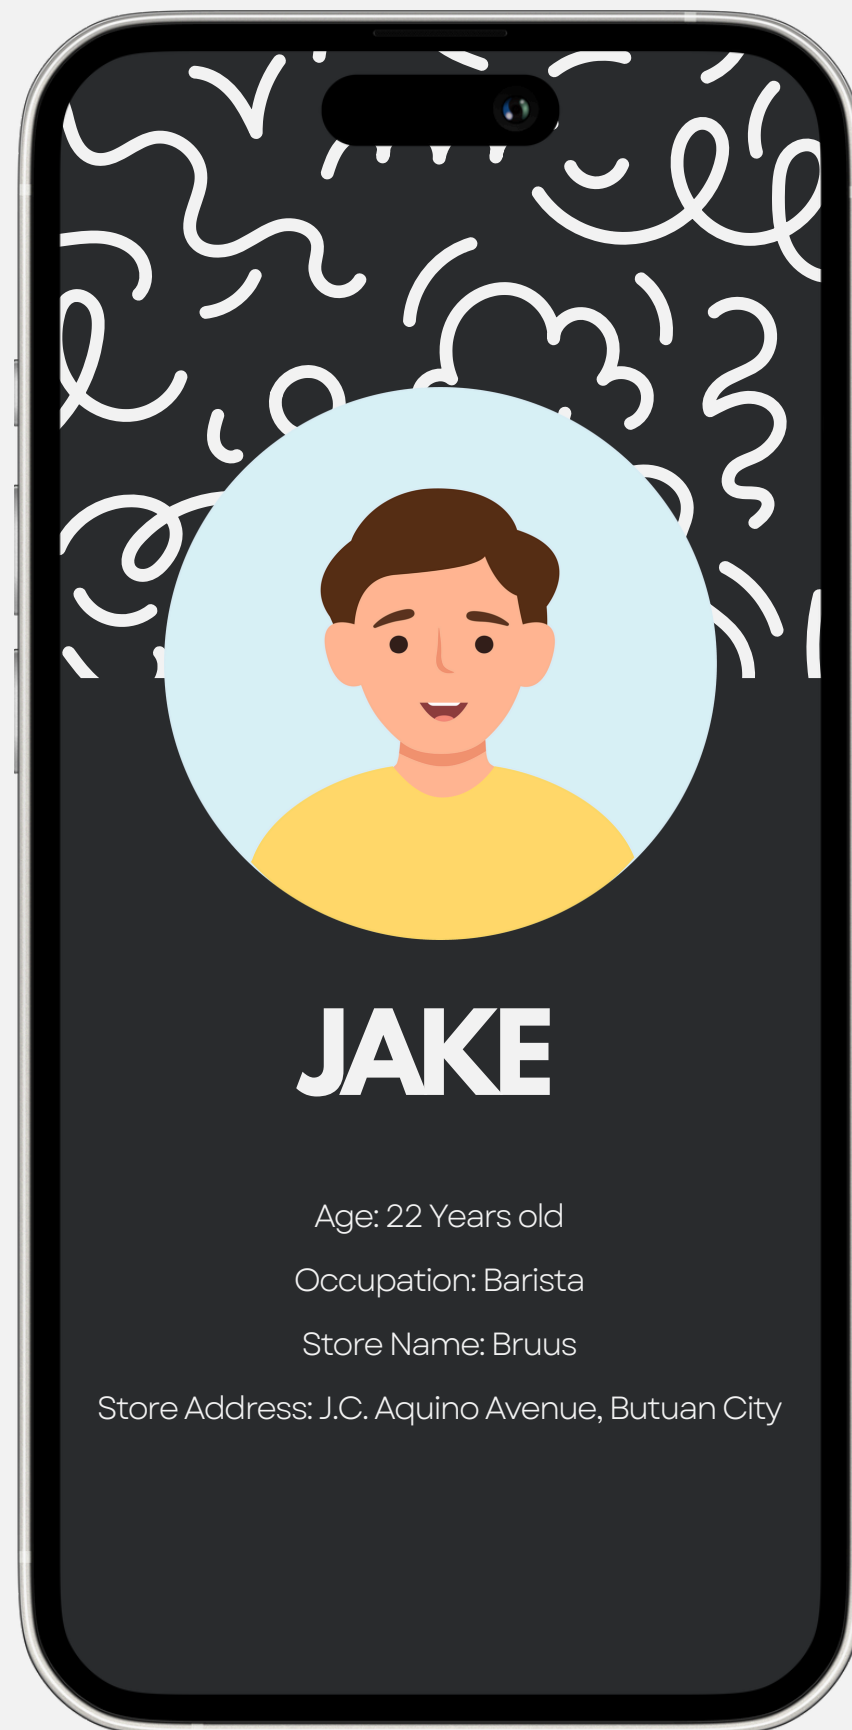 JAKE
Age: 22 Years old
Occupation: Barista
Store Name: Bruus
Store Address: J.C. Aquino Avenue, Butuan City